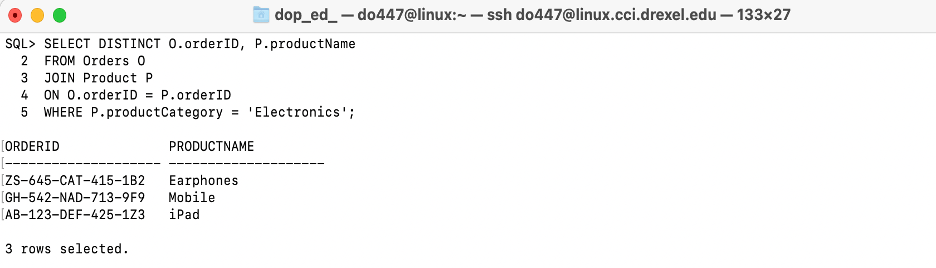 dop_ed_ — do447@linux:~ — ssh do447@linux.cci.drexel.edu — 133×27
SQL> SELECT DISTINCT O.orderID, P.productName
  2  FROM Orders O
  3  JOIN Product P
  4  ON O.orderID = P.orderID
  5  WHERE P.productCategory = 'Electronics';
[ORDERID              PRODUCTNAME
[-------------------- --------------------
[ZS-645-CAT-415-1B2   Earphones
[GH-542-NAD-713-9F9   Mobile
[AB-123-DEF-425-1Z3   iPad
3 rows selected.